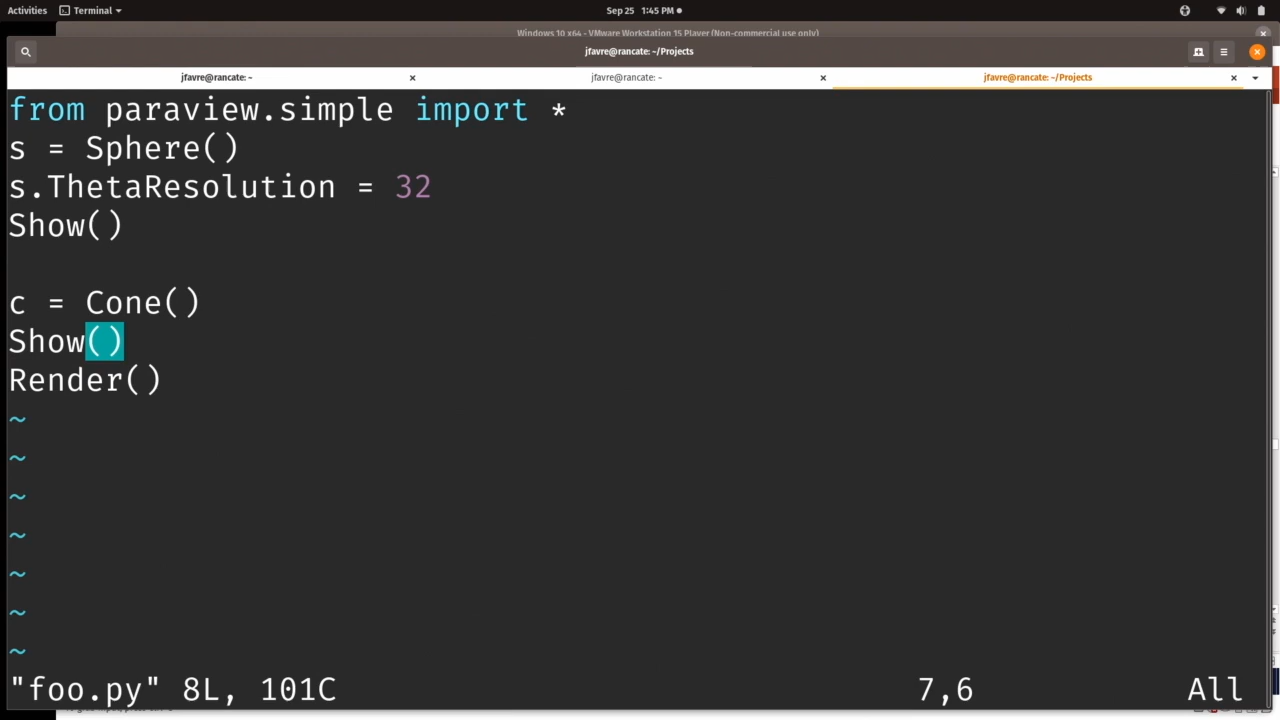 Activities Terminal Sep 25 1:45 PM
Windows 10 x64 - VMware Workstation 15 Player (Non-commercial use only)
jfavre@rancate: ~/Projects
jfavre@rancate: ~ jfavre@rancate: ~ jfavre@rancate: ~/Projects
from paraview.simple import *
s = Sphere()
s.ThetaResolution = 32
Show()
c = Cone()
Show()
Render()
~
~
~
~
~
~
~
"foo.py" 8L, 101C 7,6 All